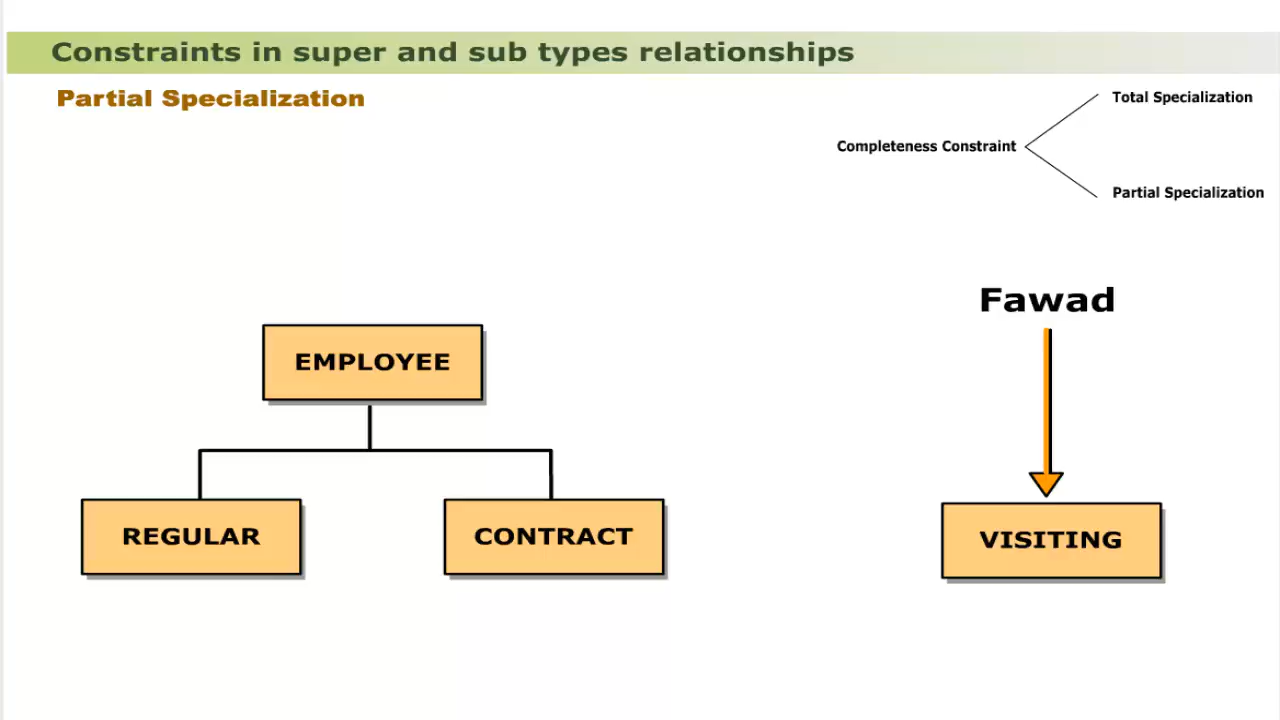 Constraints in super and sub types relationships
Partial Specialization
Total Specialization
Completeness Constraint
Partial Specialization
Fawad
EMPLOYEE
REGULAR
CONTRACT
VISITING